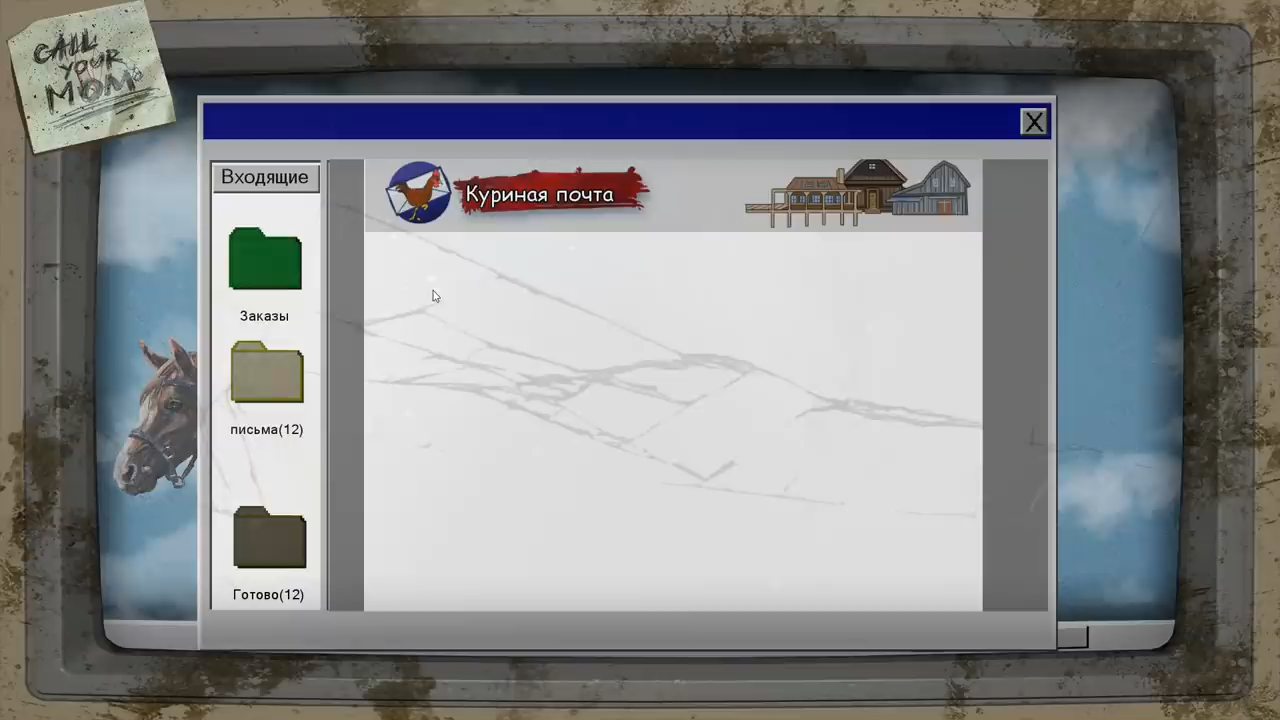 CALL
YOUR
MOM
Входящие
Куриная почта
Заказы
письма(12)
Готово(12)